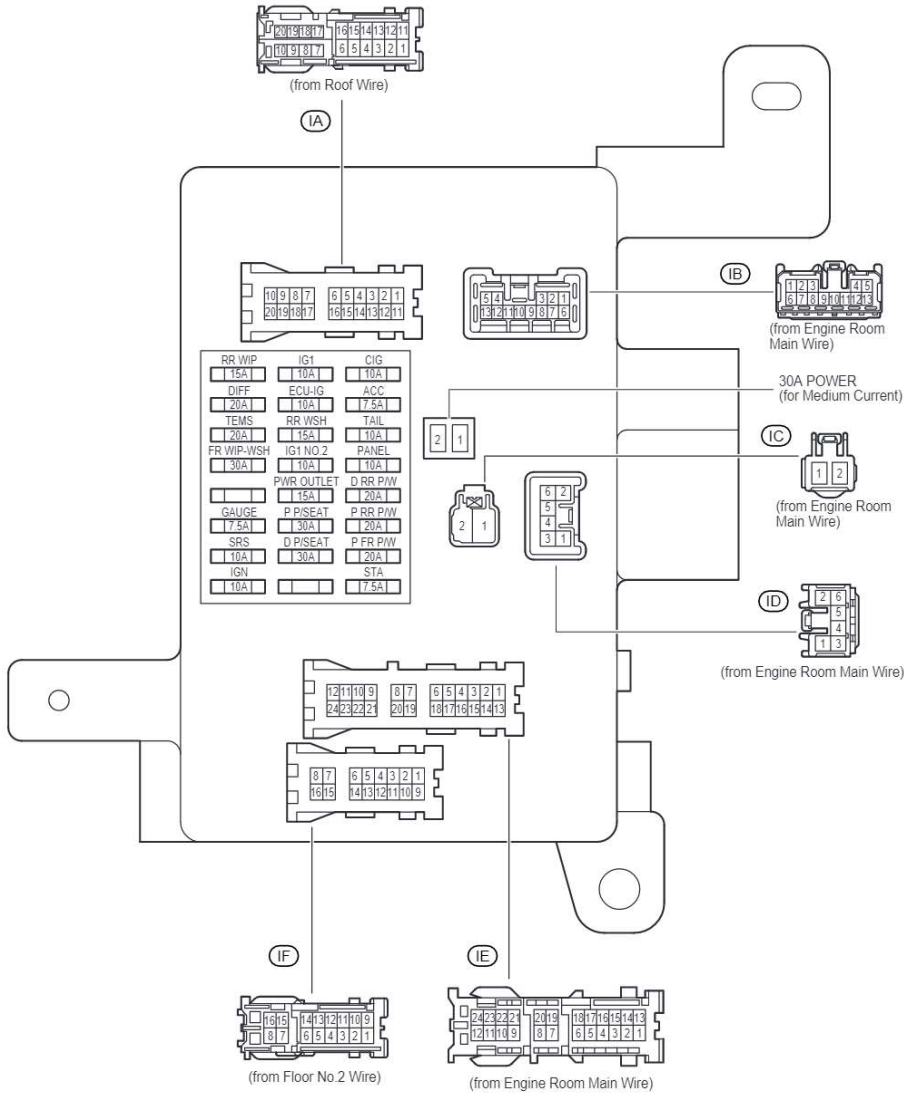 20 19 18 17 16 15 14 13 12 11
10 9 8 7 6 5 4 3 2 1
(from Roof Wire)
IA
10 9 8 7 6 5 4 3 2 1
20 19 18 17 16 15 14 13 12 11
5 4 3 2 1
13 12 11 10 9 8 7 6
IB
1 2 3 4 5
6 7 8 9 10 11 12 13
(from Engine Room
Main Wire)
RR WIP IG1 CIG
15A 10A 10A
DIFF ECU-IG ACC
20A 10A 7.5A
TEMS RR WSH TAIL
20A 15A 10A
FR WIP-WSH IG1 NO.2 PANEL
30A 10A 10A
PWR OUTLET D RR P/W
15A 20A
GAUGE P P/SEAT P RR P/W
7.5A 30A 20A
SRS D P/SEAT P FR P/W
10A 30A 20A
IGN STA
10A 7.5A
30A POWER
(for Medium Current)
2 1
IC
1 2
(from Engine Room
Main Wire)
2 1
6 2
5
4
3 1
ID
2 6
5
4
1 3
(from Engine Room Main Wire)
12 11 10 9 8 7 6 5 4 3 2 1
24 23 22 21 20 19 18 17 16 15 14 13
8 7 6 5 4 3 2 1
16 15 14 13 12 11 10 9
IF
IE
16 15 14 13 12 11 10 9
8 7 6 5 4 3 2 1
(from Floor No.2 Wire)
24 23 22 21 20 19 18 17 16 15 14 13
12 11 10 9 8 7 6 5 4 3 2 1
(from Engine Room Main Wire)